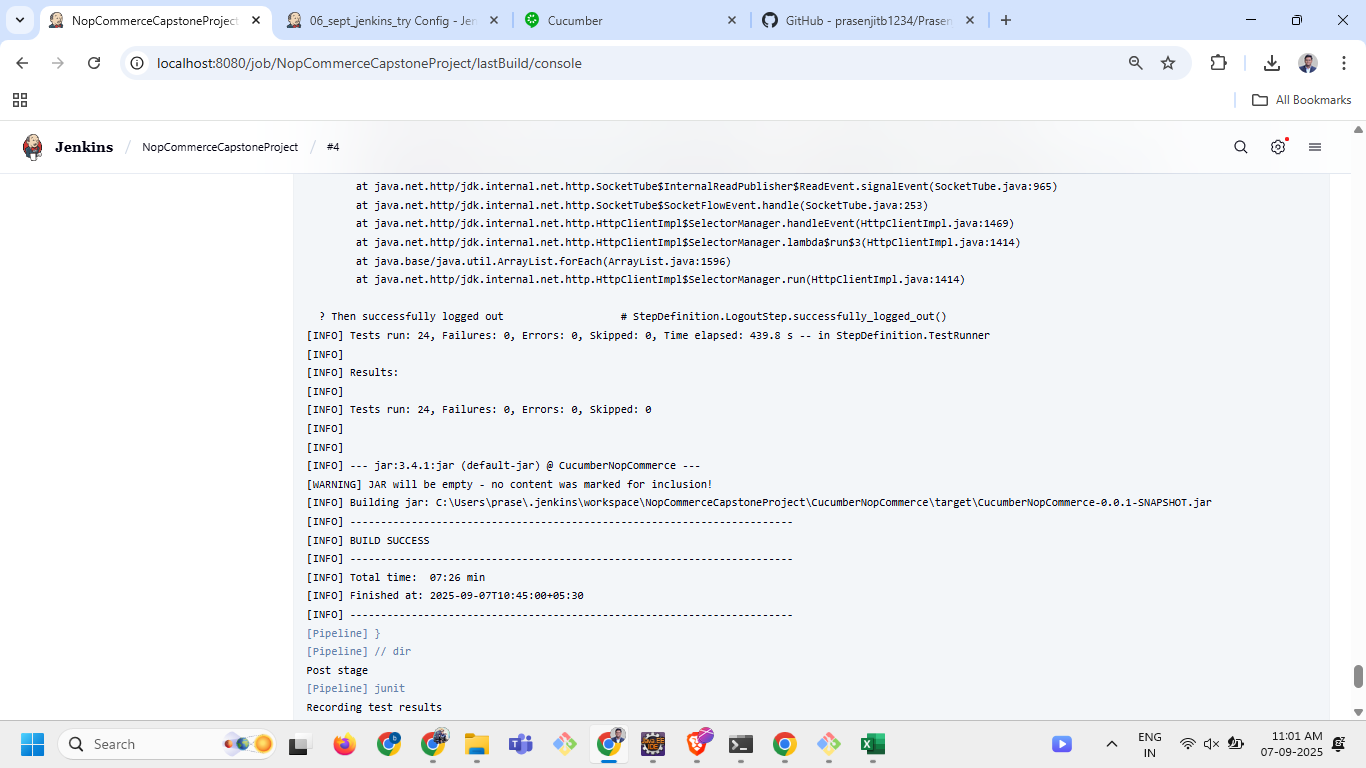 NopCommerceCapstoneProject
06_sept_jenkins_try Config - Jen
Cucumber
GitHub - prasenjitb1234/Prasen
localhost:8080/job/NopCommerceCapstoneProject/lastBuild/console
All Bookmarks
Jenkins / NopCommerceCapstoneProject / #4
at java.net.http/jdk.internal.net.http.SocketTube$InternalReadPublisher$ReadEvent.signalEvent(SocketTube.java:965)
at java.net.http/jdk.internal.net.http.SocketTube$SocketFlowEvent.handle(SocketTube.java:253)
at java.net.http/jdk.internal.net.http.HttpClientImpl$SelectorManager.handleEvent(HttpClientImpl.java:1469)
at java.net.http/jdk.internal.net.http.HttpClientImpl$SelectorManager.lambda$run$3(HttpClientImpl.java:1414)
at java.base/java.util.ArrayList.forEach(ArrayList.java:1596)
at java.net.http/jdk.internal.net.http.HttpClientImpl$SelectorManager.run(HttpClientImpl.java:1414)
? Then successfully logged out # StepDefinition.LogoutStep.successfully_logged_out()
[INFO] Tests run: 24, Failures: 0, Errors: 0, Skipped: 0, Time elapsed: 439.8 s -- in StepDefinition.TestRunner
[INFO]
[INFO] Results:
[INFO]
[INFO] Tests run: 24, Failures: 0, Errors: 0, Skipped: 0
[INFO]
[INFO]
[INFO] --- jar:3.4.1:jar (default-jar) @ CucumberNopCommerce ---
[WARNING] JAR will be empty - no content was marked for inclusion!
[INFO] Building jar: C:\Users\prase\.jenkins\workspace\NopCommerceCapstoneProject\CucumberNopCommerce\target\CucumberNopCommerce-0.0.1-SNAPSHOT.jar
[INFO] ------------------------------------------------------------------------
[INFO] BUILD SUCCESS
[INFO] ------------------------------------------------------------------------
[INFO] Total time:  07:26 min
[INFO] Finished at: 2025-09-07T10:45:00+05:30
[INFO] ------------------------------------------------------------------------
[Pipeline] }
[Pipeline] // dir
Post stage
[Pipeline] junit
Recording test results
Search
ENG
IN
11:01 AM
07-09-2025